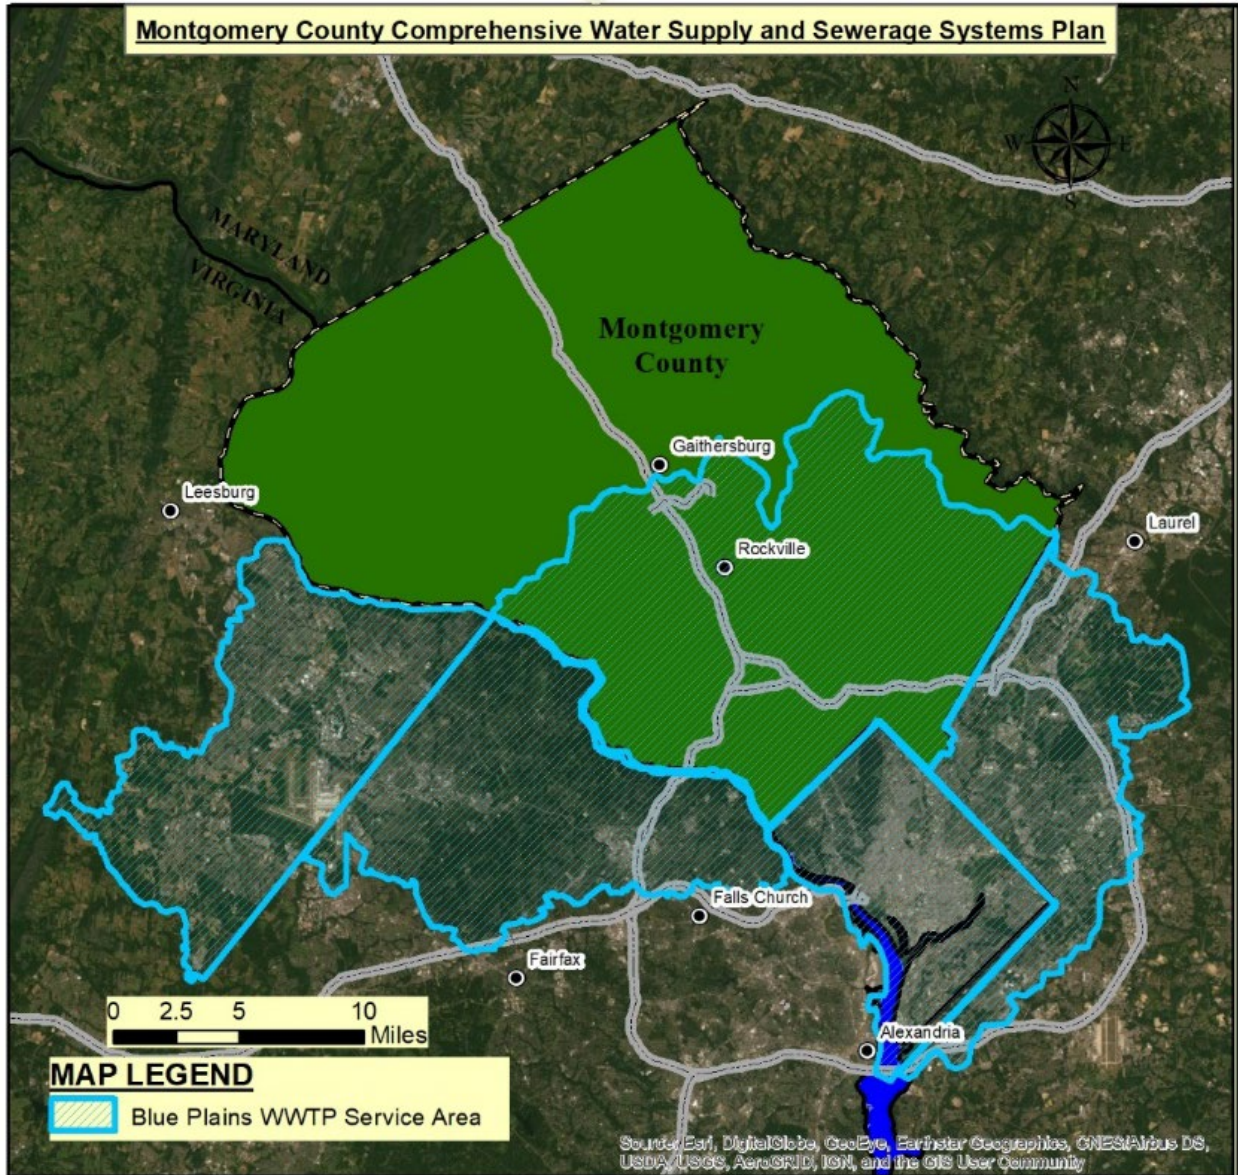 Montgomery County Comprehensive Water Supply and Sewerage Systems Plan
N
W E
S
MARYLAND
VIRGINIA
Montgomery
County
Gaithersburg
Leesburg
Laurel
Rockville
Falls Church
Fairfax
Alexandria
0 2.5 5 10
Miles
MAP LEGEND
Blue Plains WWTP Service Area
Source: Esri, DigitalGlobe, GeoEye, Earthstar Geographics, CNES/Airbus DS,
USDA, USGS, AeroGRID, IGN, and the GIS User Community